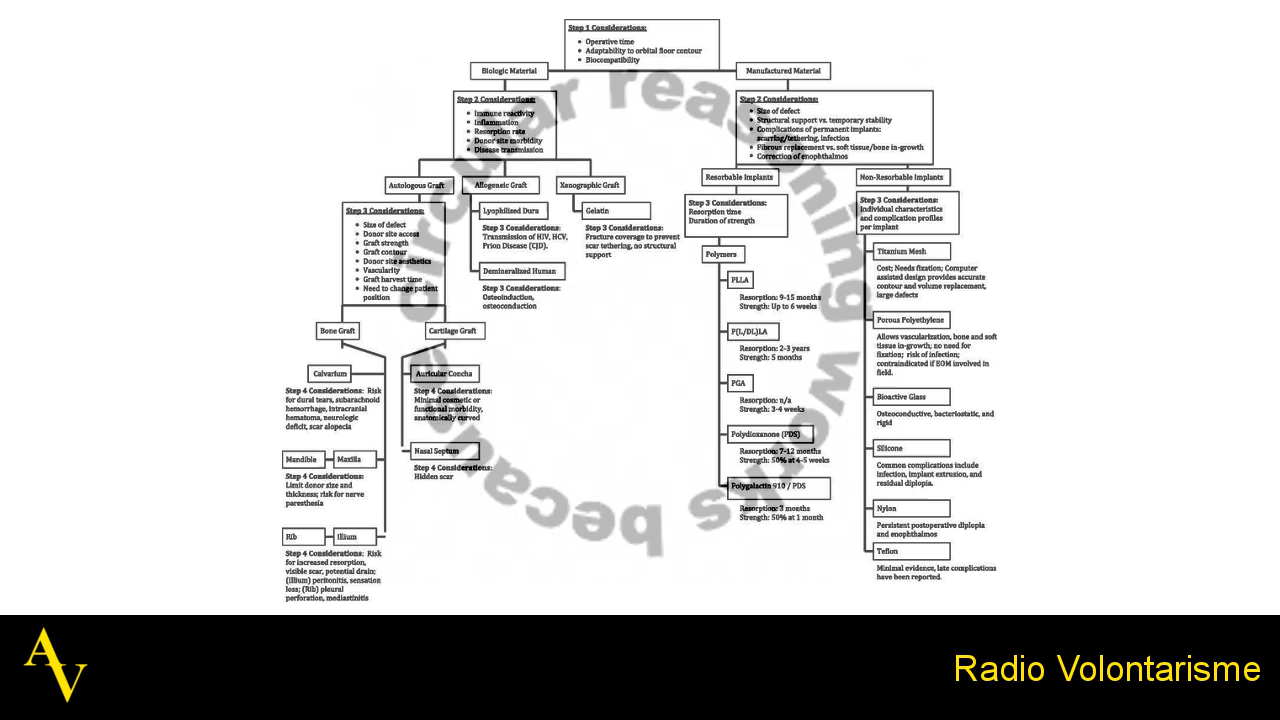 Step 1 Considerations:
• Operative time
• Adaptability to orbital floor contour
• Biocompatibility
Biologic Material
Manufactured Material
Step 2 Considerations:
• Immune reactivity
• Inflammation
• Resorption rate
• Donor site morbidity
• Disease transmission
Step 2 Considerations:
• Size of defect
• Structural support vs. temporary stability
• Complications of permanent implants:
scarring/tethering, infection
• Fibrous replacement vs. soft tissue/bone in-growth
• Correction of enophthalmos
Autologous Graft
Allogeneic Graft
Xenographic Graft
Resorbable Implants
Non-Resorbable Implants
Step 3 Considerations:
• Size of defect
• Donor site access
• Graft strength
• Graft contour
• Donor site aesthetics
• Vascularity
• Graft harvest time
• Need to change patient
position
Lyophilised Dura
Step 3 Considerations:
Transmission of HIV, HCV,
Prion Disease (CJD).
Demineralized Human
Step 3 Considerations:
Osteoinduction,
osteoconduction
Gelatin
Step 3 Considerations:
Fracture coverage to prevent
scar tethering, no structural
support
Step 3 Considerations:
Resorption time
Duration of strength
Step 3 Considerations:
Individual characteristics
and complication profiles
per implant
Polymers
PLLA
Resorption: 9-15 months
Strength: Up to 6 weeks
P(L/DL)LA
Resorption: 2-3 years
Strength: 5 months
PGA
Resorption: n/a
Strength: 3-4 weeks
Polydioxanone (PDS)
Resorption: 7-12 months
Strength: 50% at 4-5 weeks
Polygalactin 910 / PDS
Resorption: 3 months
Strength: 50% at 1 month
Titanium Mesh
Cost; Needs fixation; Computer
assisted design provides accurate
contour and volume replacement,
large defects
Porous Polyethylene
Allows vascularization, bone and soft
tissue in-growth; no need for
fixation; risk of infection;
contraindicated if EOM involved in
field.
Bioactive Glass
Osteoconductive, bacteriostatic, and
rigid
Silicone
Common complications include
infection, implant extrusion, and
residual diplopia.
Nylon
Persistent postoperative diplopia
and enophthalmos
Teflon
Minimal evidence, late complications
have been reported.
Bone Graft
Cartilage Graft
Calvarium
Step 4 Considerations: Risk
for dural tears, subarachnoid
hemorrhage, intracranial
hematoma, neurologic
deficit, scar alopecia
Mandible
Maxilla
Step 4 Considerations:
Limit donor size and
thickness; risk for nerve
paresthesia
Rib
Illium
Step 4 Considerations: Risk
for increased resorption,
visible scar, potential drain;
(Illium) peritonitis, sensation
loss; (Rib) pleural
perforation, mediastinitis
Auricular Concha
Step 4 Considerations:
Minimal cosmetic or
functional morbidity,
anatomically curved
Nasal Septum
Step 4 Considerations:
Hidden scar
circular reasoning works because
AV
Radio Volontarisme